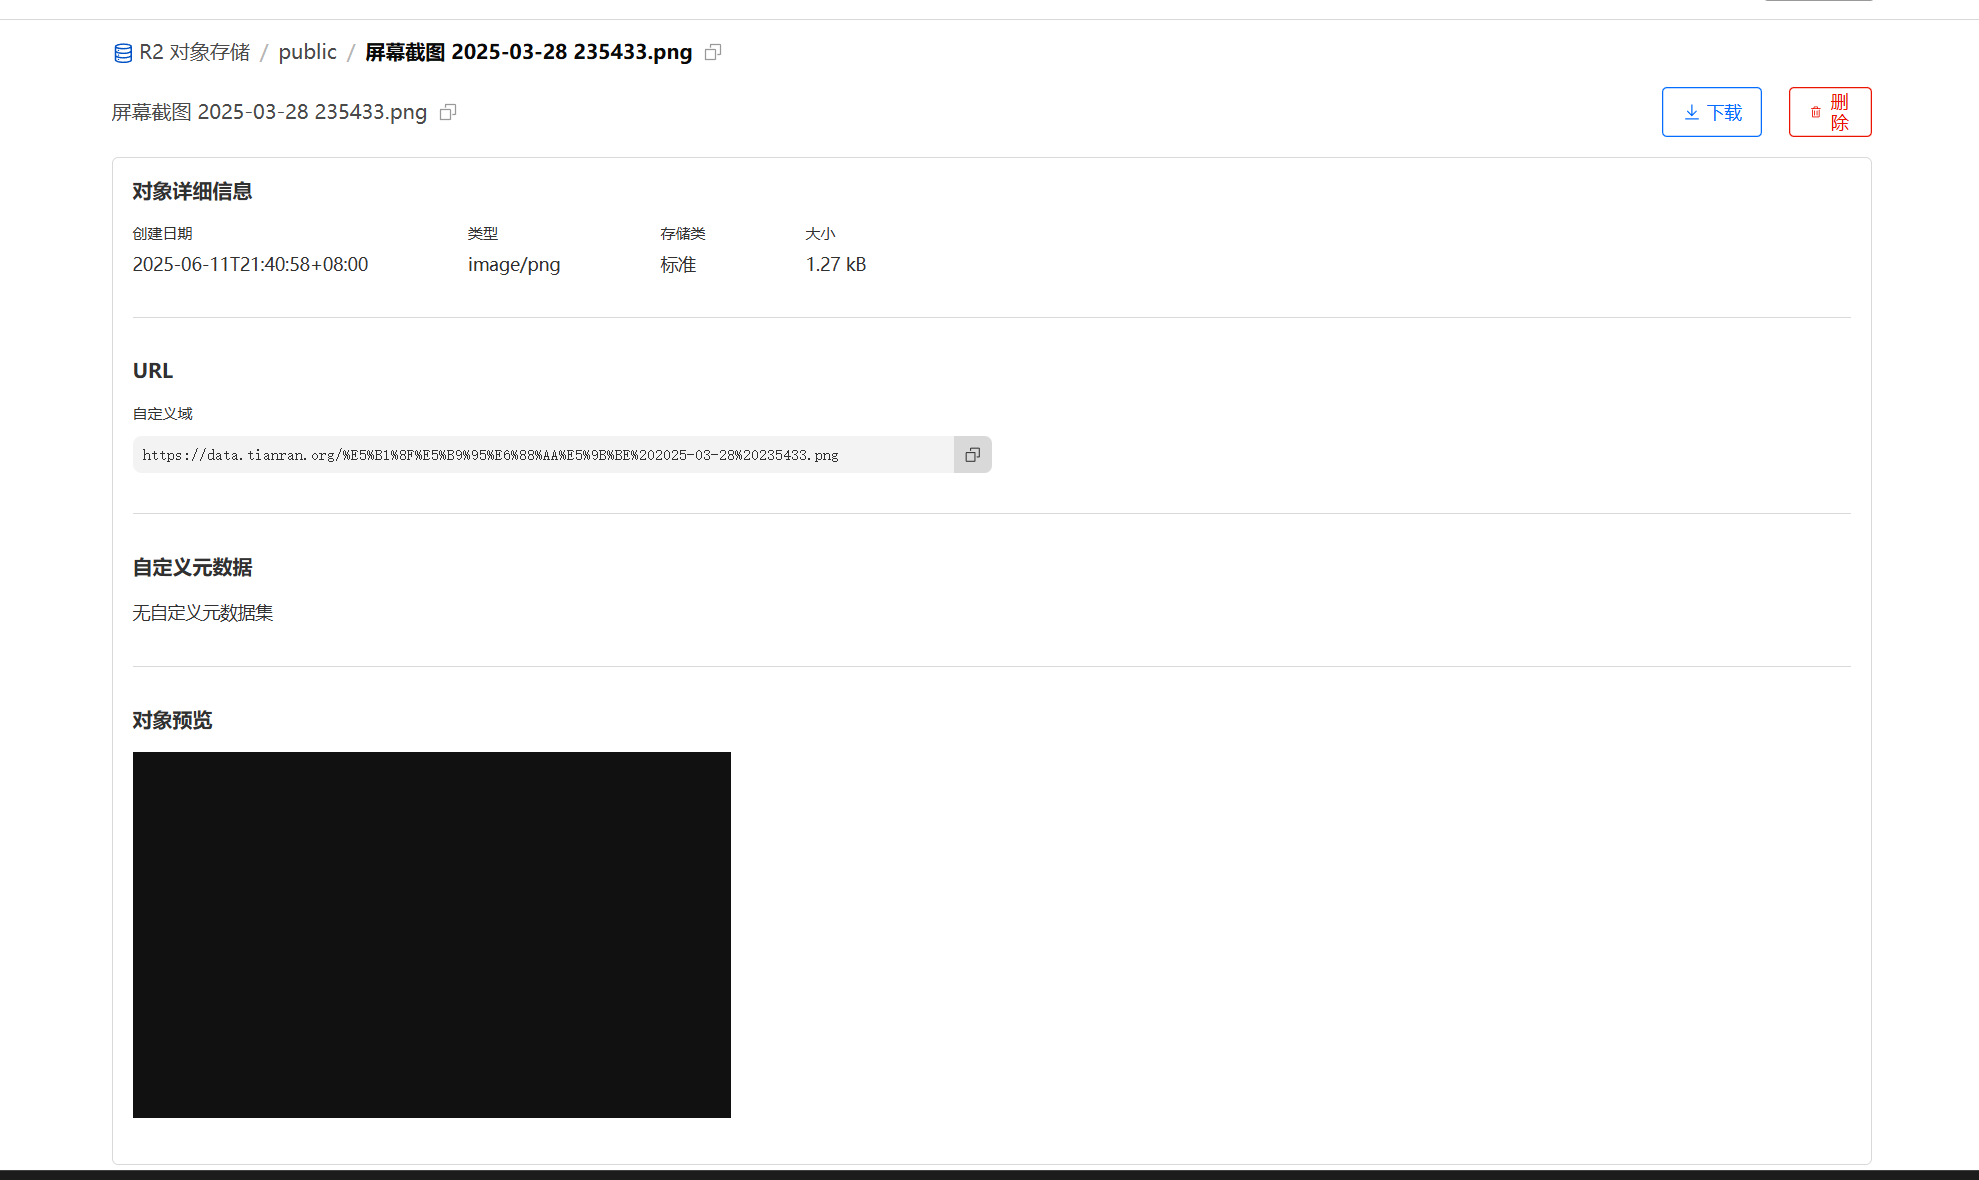 R2 对象存储 / public / 屏幕截图 2025-03-28 235433.png
屏幕截图 2025-03-28 235433.png
下载
删除
对象详细信息
创建日期 类型 存储类 大小
2025-06-11T21:40:58+08:00 image/png 标准 1.27 kB
URL
自定义域
https://data.tianran.org/%E5%B1%8F%E5%B9%95%E6%88%AA%E5%9B%BE%202025-03-28%20235433.png
自定义元数据
无自定义元数据集
对象预览